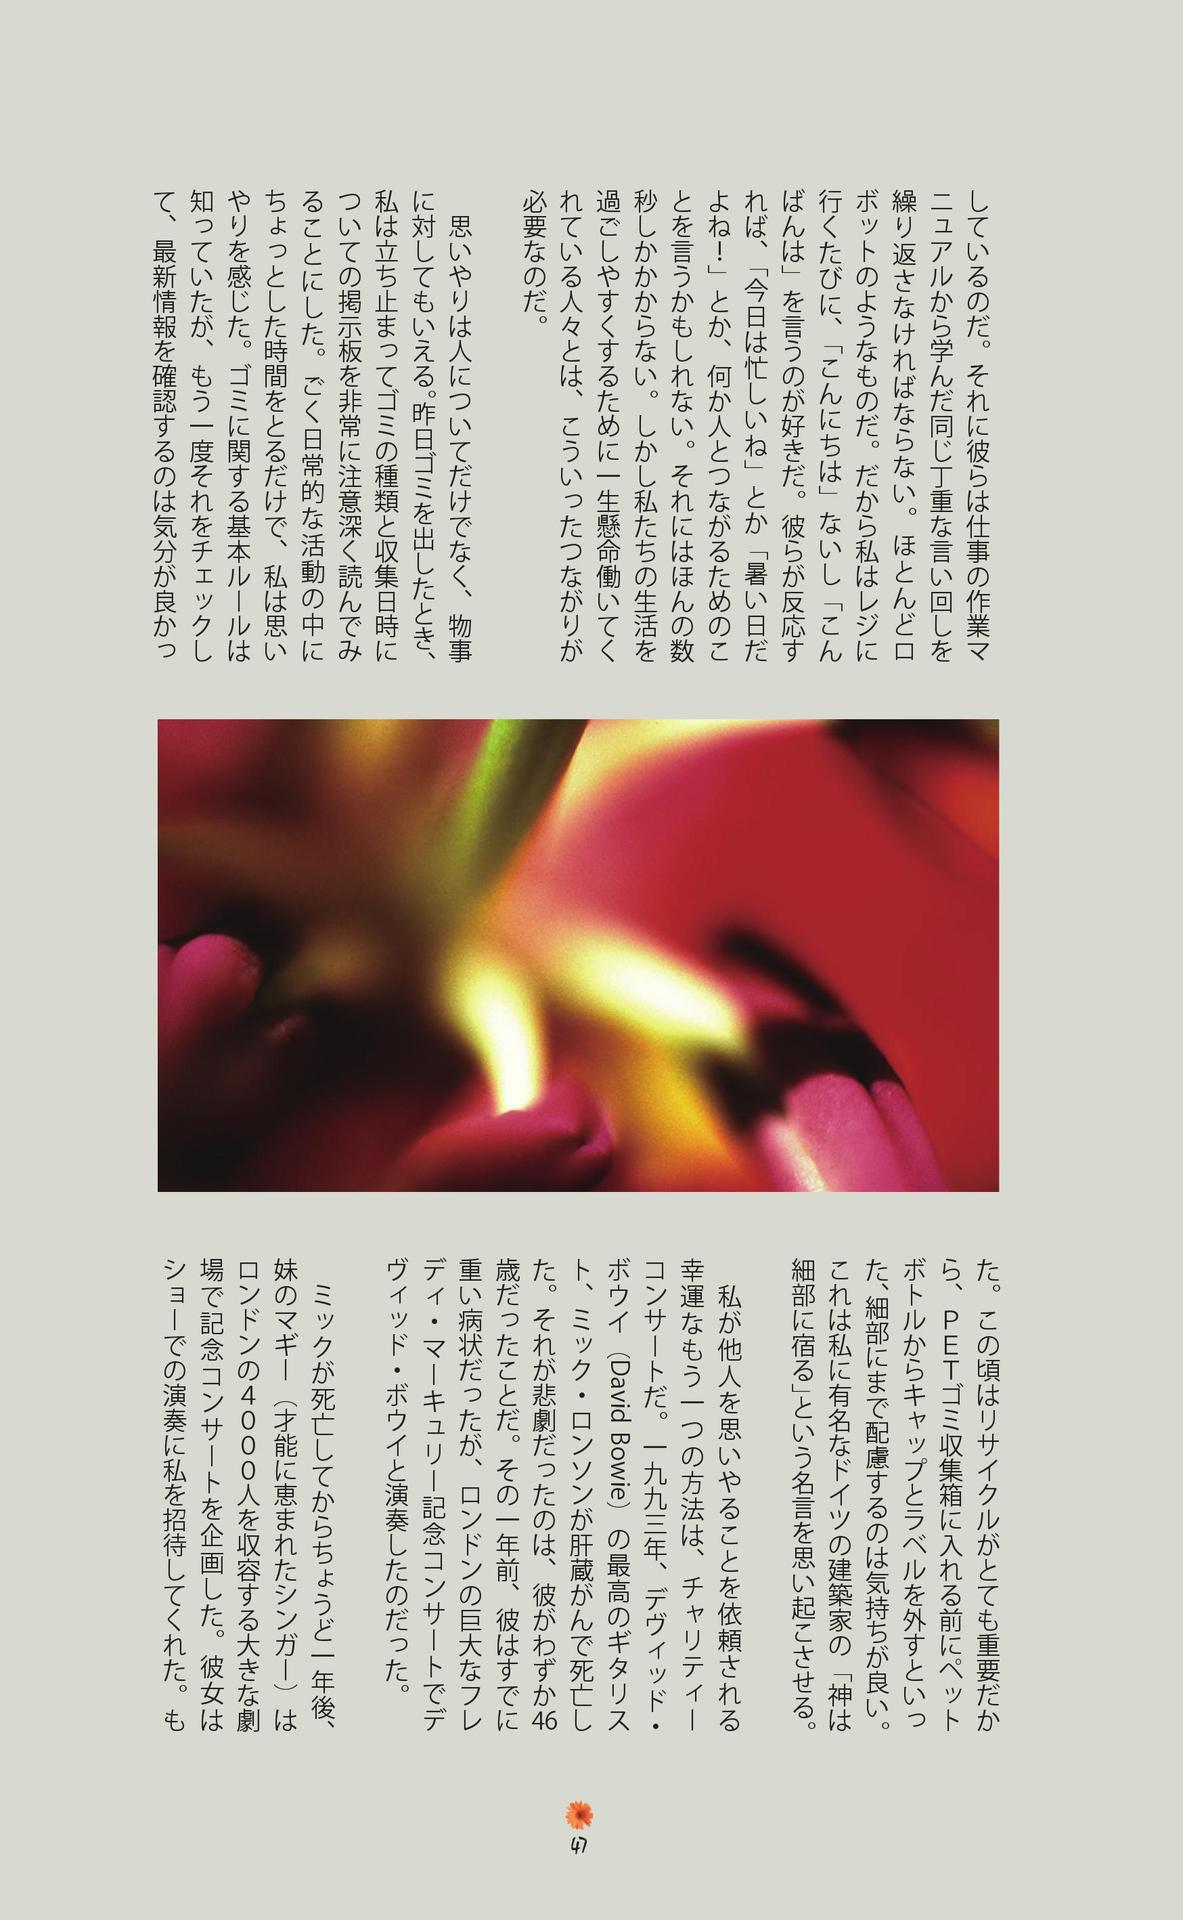 しているのだ。それに彼らは仕事の作業マ
ニュアルから学んだ同じ丁重な言い回しを
繰り返さなければならない。ほとんどロ
ボットのようなものだ。だから私はレジに
行くたびに、「こんにちは」ないし「こん
ばんは」を言うのが好きだ。彼らが反応す
れば、「今日は忙しいね」とか「暑い日だ
よね！」とか、何か人とつながるためのこ
とを言うかもしれない。それにはほんの数
秒しかかからない。しかし私たちの生活を
過ごしやすくするために一生懸命働いてく
れている人々とは、こういったつながりが
必要なのだ。
思いやりは人についてだけでなく、物事
に対してもいえる。昨日ゴミを出したとき、
私は立ち止まってゴミの種類と収集日時に
ついての掲示板を非常に注意深く読んでみ
ることにした。ごく日常的な活動の中に
ちょっとした時間をとるだけで、私は思い
やりを感じた。ゴミに関する基本ルールは
知っていたが、もう一度それをチェックし
て、最新情報を確認するのは気分が良かっ
た。この頃はリサイクルがとても重要だか
ら、ＰＥＴゴミ収集箱に入れる前にペット
ボトルからキャップとラベルを外すといっ
た、細部にまで配慮するのは気持ちが良い。
これは私に有名なドイツの建築家の「神は
細部に宿る」という名言を思い起こさせる。
私が他人を思いやることを依頼される
幸運なもう一つの方法は、チャリティー
コンサートだ。一九九三年、デヴィッド・
ボウイ（David Bowie）の最高のギタリス
ト、ミック・ロンソンが肝蔵がんで死亡し
た。それが悲劇だったのは、彼がわずか46
歳だったことだ。その一年前、彼はすでに
重い病状だったが、ロンドンの巨大なフレ
ディ・マーキュリー記念コンサートでデ
ヴィッド・ボウイと演奏したのだった。
ミックが死亡してからちょうど一年後、
妹のマギー（才能に恵まれたシンガー）は
ロンドンの４０００人を収容する大きな劇
場で記念コンサートを企画した。彼女は
ショーでの演奏に私を招待してくれた。も
47